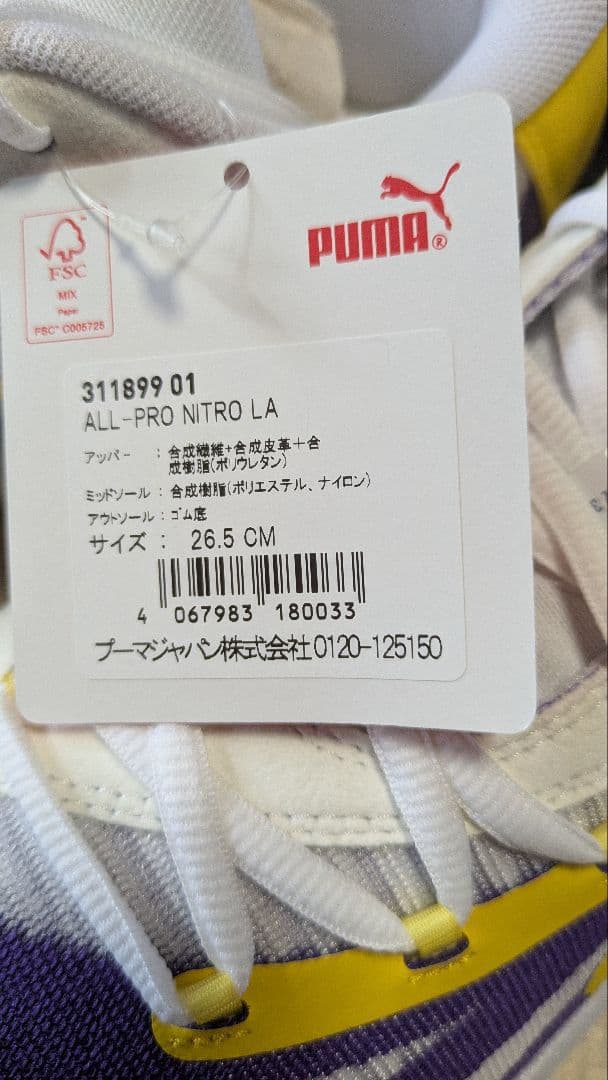 PUMA®
FSC
MIX
Paper
FSC® C005725
311899 01
ALL-PRO NITRO LA
アッパー : 合成繊維+合成皮革+合
成樹脂(ポリウレタン)
ミッドソール : 合成樹脂(ポリエステル、ナイロン)
アウトソール : ゴム底
サイズ : 26.5 CM
4 067983 180033
プーマジャパン株式会社0120-125150